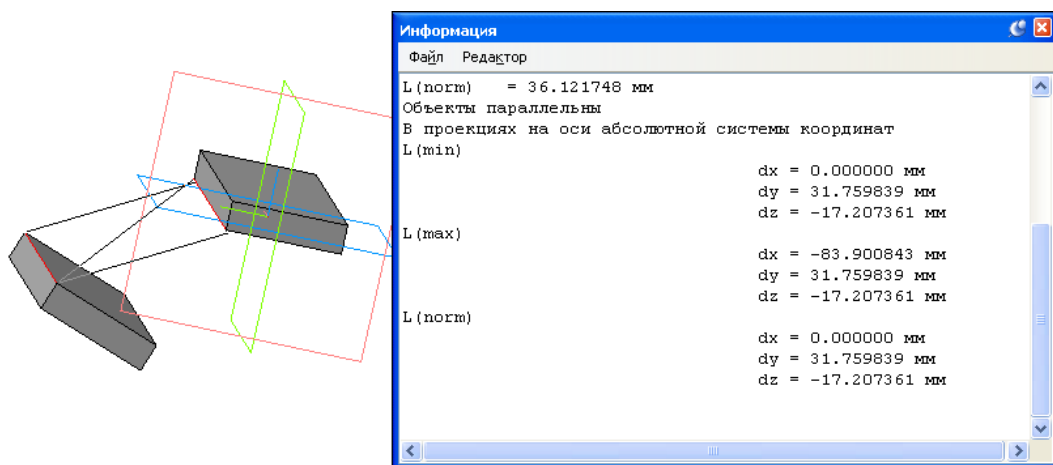 Информация
Файл Редактор
L(norm) = 36.121748 мм
Объекты параллельны
В проекциях на оси абсолютной системы координат
L(min)
dx = 0.000000 мм
dy = 31.759839 мм
dz = -17.207361 мм
L(max)
dx = -83.900843 мм
dy = 31.759839 мм
dz = -17.207361 мм
L(norm)
dx = 0.000000 мм
dy = 31.759839 мм
dz = -17.207361 мм